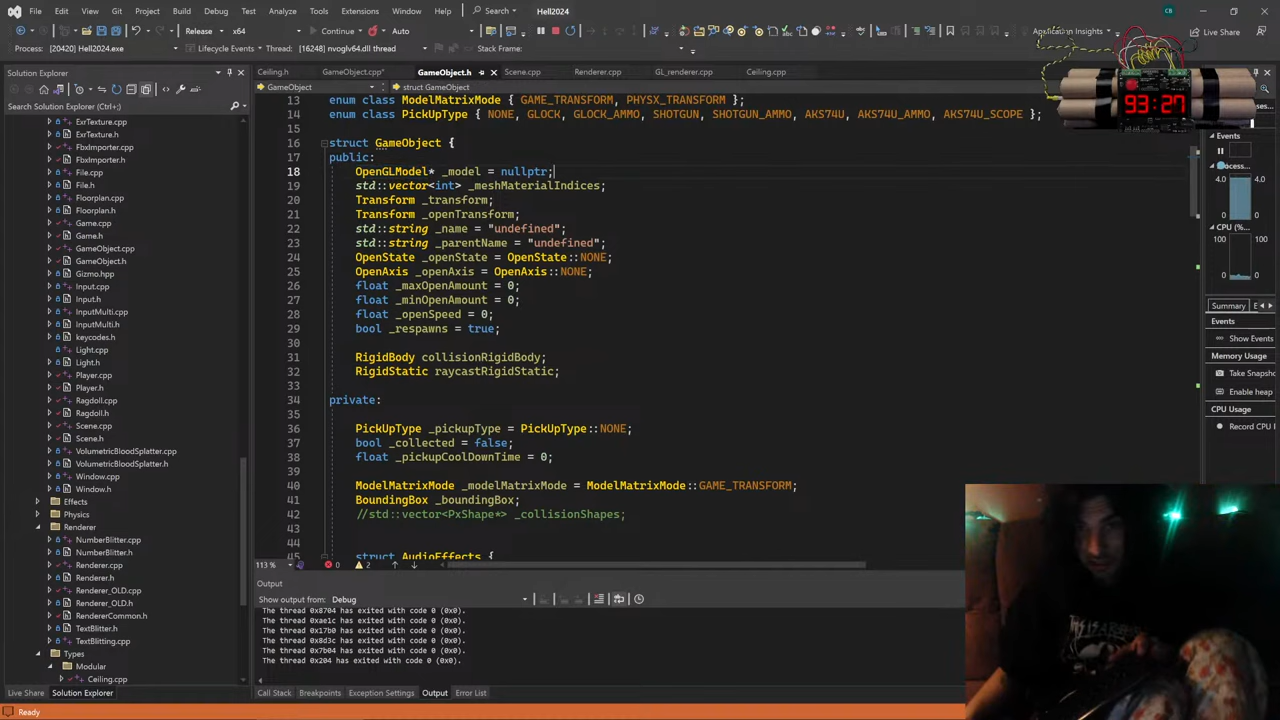 File Edit View Git Project Build Debug Test Analyze Tools Extensions Window Help Search Hell2024 CB
Release x64 Continue Auto Application Insights Live Share
Process: [20420] Hell2024.exe Lifecycle Events Thread: [16248] nvoglv64.dll thread Stack Frame:
93:27
Solution Explorer
Search Solution Explorer (Ctrl+;)
ExrTexture.cpp
ExrTexture.h
FbxImporter.cpp
FbxImporter.h
File.cpp
File.h
Floorplan.cpp
Floorplan.h
Game.cpp
Game.h
GameObject.cpp
GameObject.h
Gizmo.hpp
Input.cpp
Input.h
InputMulti.cpp
InputMulti.h
keycodes.h
Light.cpp
Light.h
Player.cpp
Player.h
Ragdoll.cpp
Ragdoll.h
Scene.cpp
Scene.h
VolumetricBloodSplatter.cpp
VolumetricBloodSplatter.h
Window.cpp
Window.h
Effects
Physics
Renderer
NumberBlitter.cpp
NumberBlitter.h
Renderer.cpp
Renderer.h
Renderer_OLD.cpp
Renderer_OLD.h
RendererCommon.h
TextBlitter.h
TextBlitting.cpp
Types
Modular
Ceiling.cpp
Live Share Solution Explorer
Ceiling.h GameObject.cpp* GameObject.h Scene.cpp Renderer.cpp GL_renderer.cpp Ceiling.cpp
GameObject struct GameObject
13 enum class ModelMatrixMode { GAME_TRANSFORM, PHYSX_TRANSFORM };
14 enum class PickUpType { NONE, GLOCK, GLOCK_AMMO, SHOTGUN, SHOTGUN_AMMO, AKS74U, AKS74U_AMMO, AKS74U_SCOPE };
15
16 struct GameObject {
17 public:
18 OpenGLModel* _model = nullptr;
19 std::vector<int> _meshMaterialIndices;
20 Transform _transform;
21 Transform _openTransform;
22 std::string _name = "undefined";
23 std::string _parentName = "undefined";
24 OpenState _openState = OpenState::NONE;
25 OpenAxis _openAxis = OpenAxis::NONE;
26 float _maxOpenAmount = 0;
27 float _minOpenAmount = 0;
28 float _openSpeed = 0;
29 bool _respawns = true;
30
31 RigidBody collisionRigidBody;
32 RigidStatic raycastRigidStatic;
33
34 private:
35
36 PickUpType _pickupType = PickUpType::NONE;
37 bool _collected = false;
38 float _pickupCoolDownTime = 0;
39
40 ModelMatrixMode _modelMatrixMode = ModelMatrixMode::GAME_TRANSFORM;
41 BoundingBox _boundingBox;
42 //std::vector<PxShape*> _collisionShapes;
43
44
45 struct AudioEffects {
113 % 0 2
Output
Show output from: Debug
The thread 0x8704 has exited with code 0 (0x0).
The thread 0xae1c has exited with code 0 (0x0).
The thread 0x17b0 has exited with code 0 (0x0).
The thread 0x8d3c has exited with code 0 (0x0).
The thread 0x7b04 has exited with code 0 (0x0).
The thread 0x204 has exited with code 0 (0x0).
Call Stack Breakpoints Exception Settings Output Error List
Events
4.0 4.0
CPU (%
100 100
0 0
Summary E
Events
Show Events
Memory Usage
Take Snapsho
Enable heap
CPU Usage
Record CPU
Ready